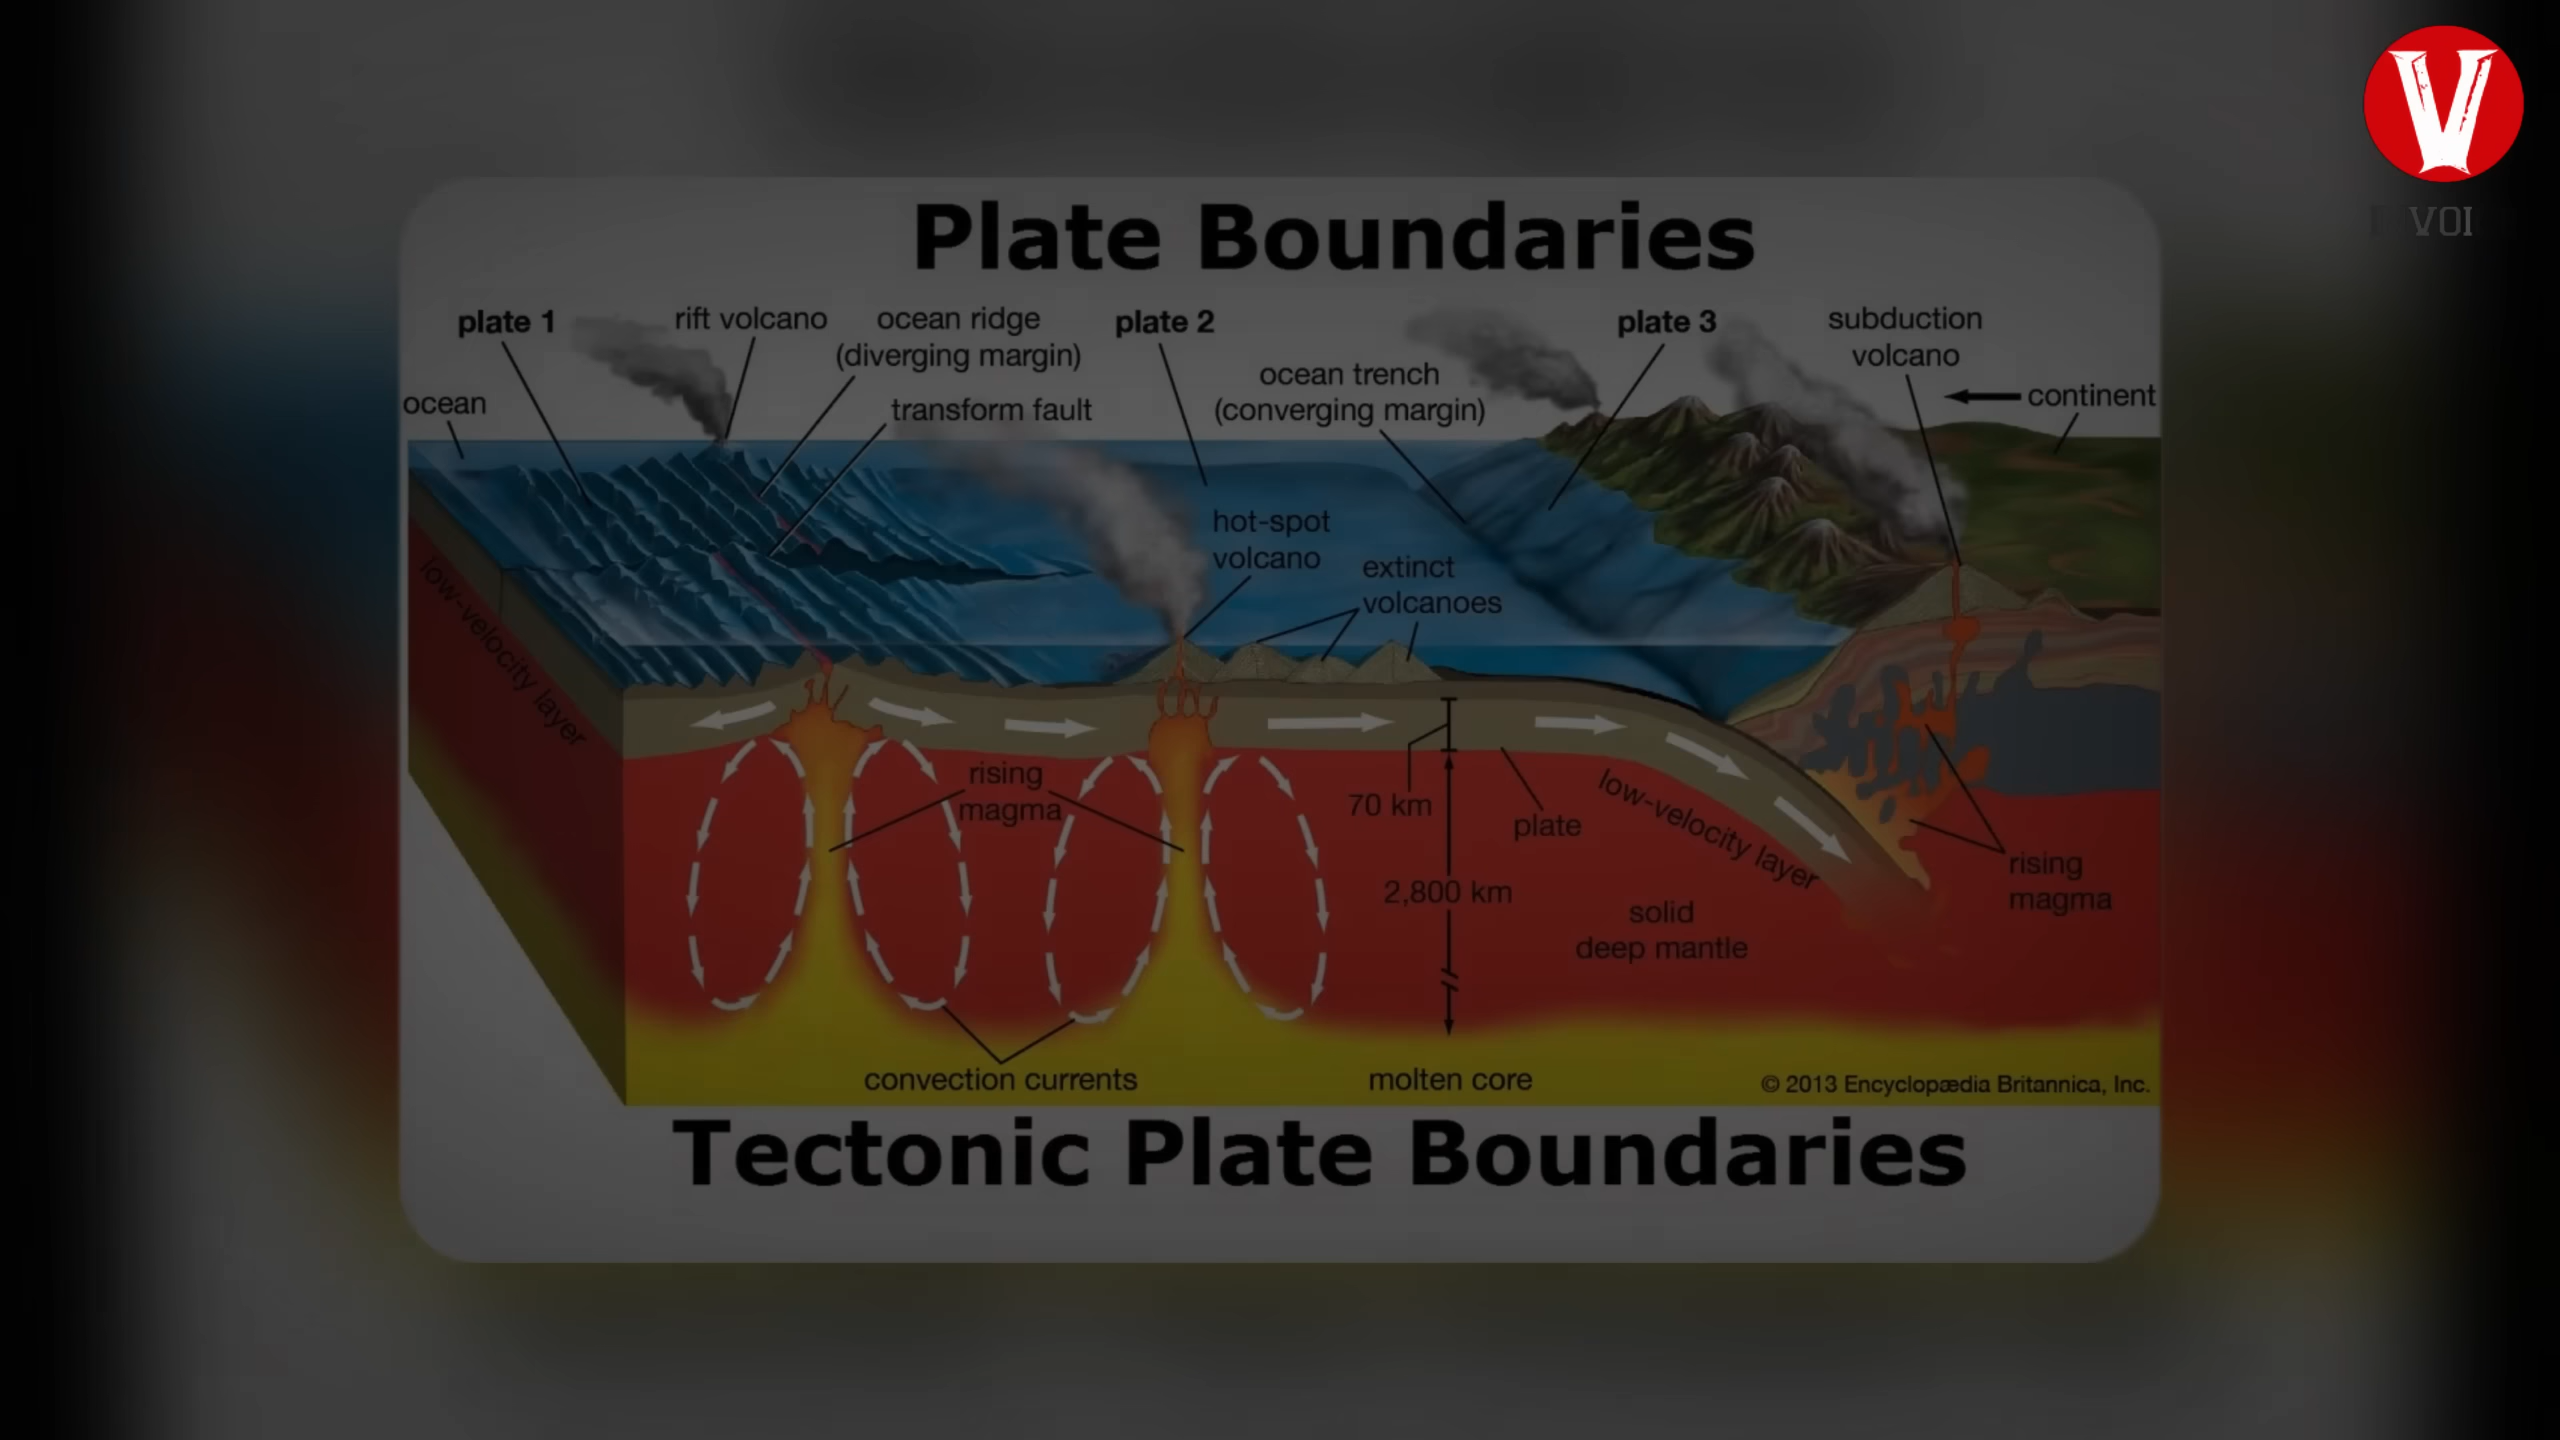 V
VOI
Plate Boundaries
plate 1
rift volcano
ocean ridge
(diverging margin)
plate 2
plate 3
subduction
volcano
ocean trench
(converging margin)
continent
ocean
transform fault
hot-spot
volcano
extinct
volcanoes
low-velocity layer
rising
magma
70 km
plate
low-velocity layer
2,800 km
solid
deep mantle
rising
magma
convection currents
molten core
© 2013 Encyclopædia Britannica, Inc.
Tectonic Plate Boundaries